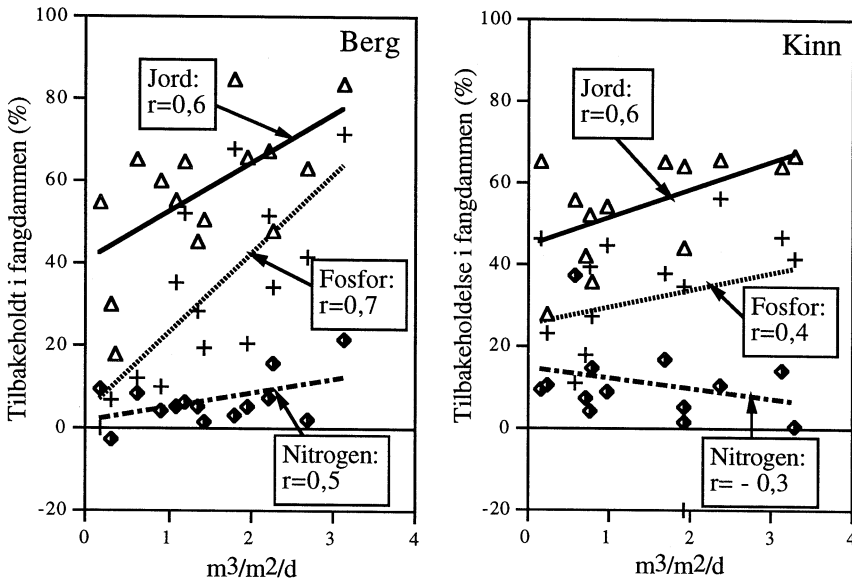 Berg
Tilbakeholdt i fangdammen (%)
100
80
60
40
20
0
-20
0
1
2
3
4
m3/m2/d
Jord:
r=0,6
Fosfor:
r=0,7
Nitrogen:
r=0,5
Kinn
Tilbakeholdelse i fangdammen (%)
100
80
60
40
20
0
-20
0
1
2
3
4
m3/m2/d
Jord:
r=0,6
Fosfor:
r=0,4
Nitrogen:
r= - 0,3